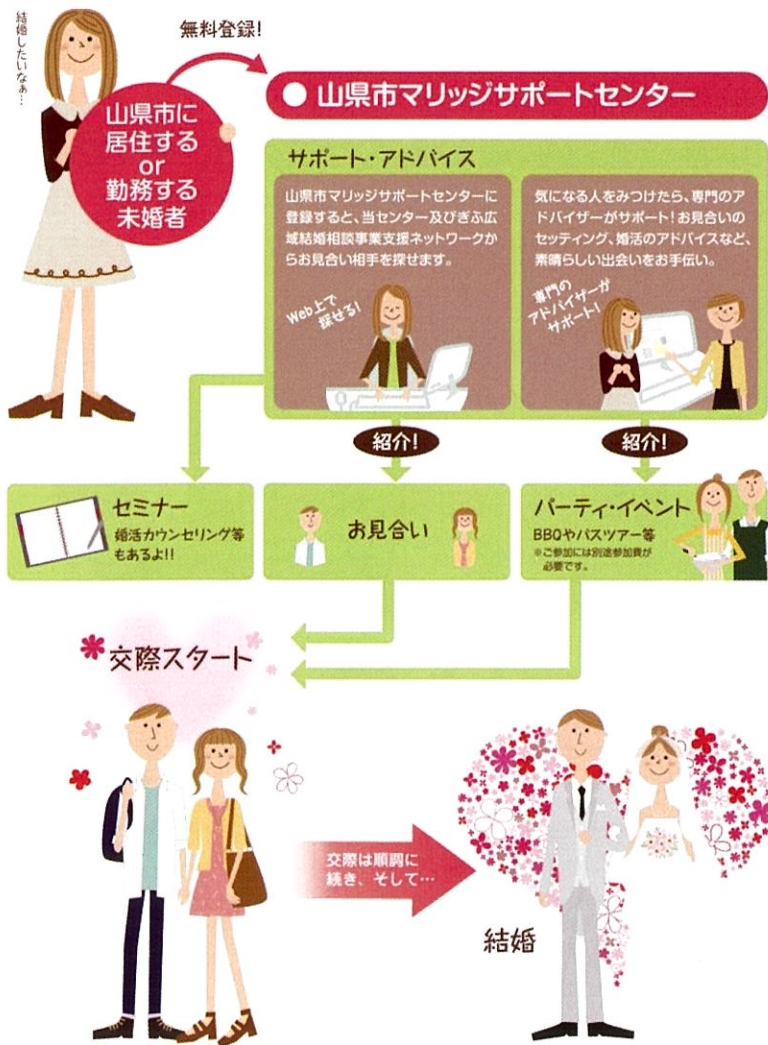 結婚したいなぁ…
無料登録!
山県市に
居住する
or
勤務する
未婚者
山県市マリッジサポートセンター
サポート・アドバイス
山県市マリッジサポートセンターに
登録すると、当センター及びぎふ広
域結婚相談事業支援ネットワークか
らお見合い相手を探せます。
Web上で
探せる!
気になる人をみつけたら、専門のア
ドバイザーがサポート!お見合いの
セッティング、婚活のアドバイスなど、
素晴らしい出会いをお手伝い。
専門の
アドバイザーが
サポート!
紹介!
紹介!
セミナー
婚活カウンセリング等
もあるよ!!
お見合い
パーティ・イベント
BBQやバスツアー等
※ご参加には別途参加費が
必要です。
交際スタート
交際は順調に
続き、そして…
結婚